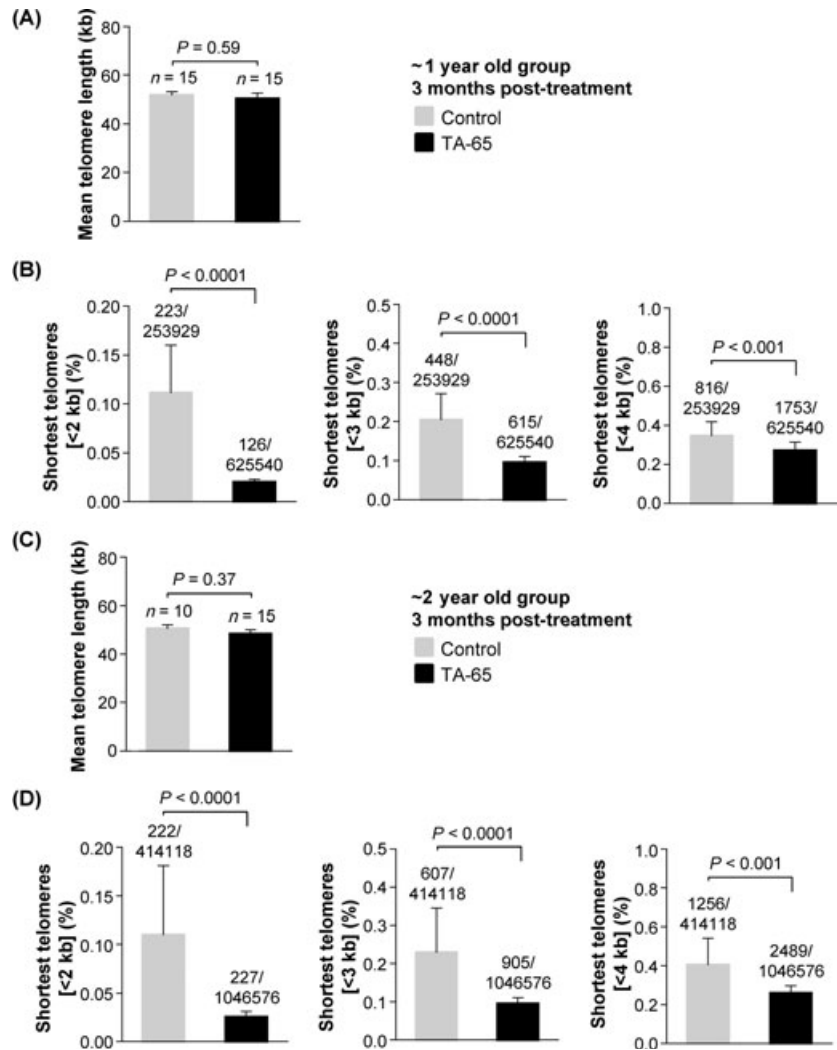 (A)
Mean telomere length (kb)
80
60
40
20
0
P = 0.59
n = 15
n = 15
~1 year old group
3 months post-treatment
Control
TA-65
(B)
Shortest telomeres
[<2 kb] (%)
0.20
0.15
0.10
0.05
0.00
P < 0.0001
223/
253929
126/
625540
Shortest telomeres
[<3 kb] (%)
0.5
0.4
0.3
0.2
0.1
0.0
P < 0.0001
448/
253929
615/
625540
Shortest telomeres
[<4 kb] (%)
1.0
0.8
0.6
0.4
0.2
0.0
P < 0.001
816/
253929
1753/
625540
(C)
Mean telomere length (kb)
80
60
40
20
0
P = 0.37
n = 10
n = 15
~2 year old group
3 months post-treatment
Control
TA-65
(D)
Shortest telomeres
[<2 kb] (%)
0.20
0.15
0.10
0.05
0.00
P < 0.0001
222/
414118
227/
1046576
Shortest telomeres
[<3 kb] (%)
0.5
0.4
0.3
0.2
0.1
0.0
P < 0.0001
607/
414118
905/
1046576
Shortest telomeres
[<4 kb] (%)
1.0
0.8
0.6
0.4
0.2
0.0
P < 0.001
1256/
414118
2489/
1046576